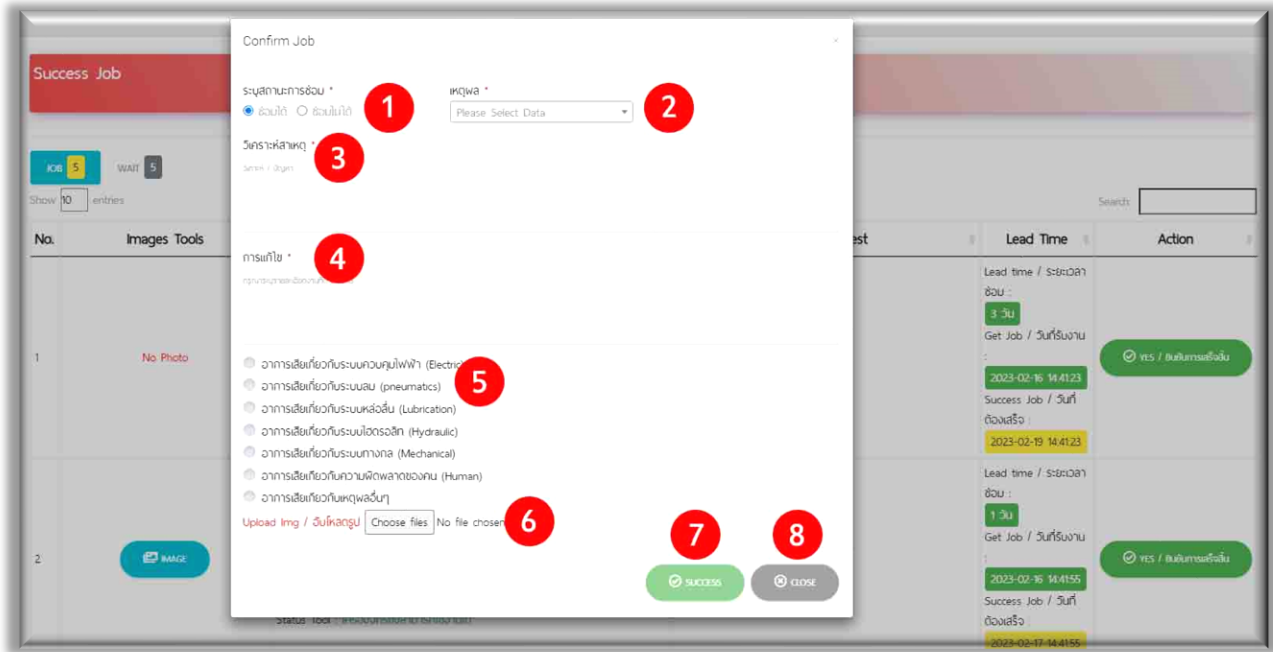 Confirm Job
Success Job
ระบุสถานะการซ่อม *
เหตุผล *
ซ่อมได้ ซ่อมไม่ได้
1
Please Select Data
2
วิเคราะห์สาเหตุ *
3
JOB 5
WAIT 5
วิเคราะห์ / ปัญหา
Show 10 entries
Search:
No.
Images Tools
est
Lead Time
Action
การแก้ไข *
4
1
No Photo
Lead time / ระยะเวลา
ซ่อม :
3 วัน
Get Job / วันที่รับงาน
:
2023-02-16 14:41:23
Success Job / วันที่
ต้องเสร็จ :
2023-02-19 14:41:23
YES / ยืนยันการเสร็จสิ้น
อาการเสียเกี่ยวกับระบบควบคุมไฟฟ้า (Electric)
อาการเสียเกี่ยวกับระบบลม (pneumatics)
5
อาการเสียเกี่ยวกับระบบหล่อลื่น (Lubrication)
อาการเสียเกี่ยวกับระบบไฮดรอลิก (Hydraulic)
อาการเสียเกี่ยวกับระบบทางกล (Mechanical)
อาการเสียเกี่ยวกับความผิดพลาดของคน (Human)
อาการเสียเกี่ยวกับเหตุผลอื่นๆ
Upload Img / อัปโหลดรูป Choose files No file chosen
6
7
8
SUCCESS
CLOSE
2
IMAGE
Status Tool :
Lead time / ระยะเวลา
ซ่อม :
1 วัน
Get Job / วันที่รับงาน
:
2023-02-16 14:41:55
Success Job / วันที่
ต้องเสร็จ :
2023-02-17 14:41:55
YES / ยืนยันการเสร็จสิ้น